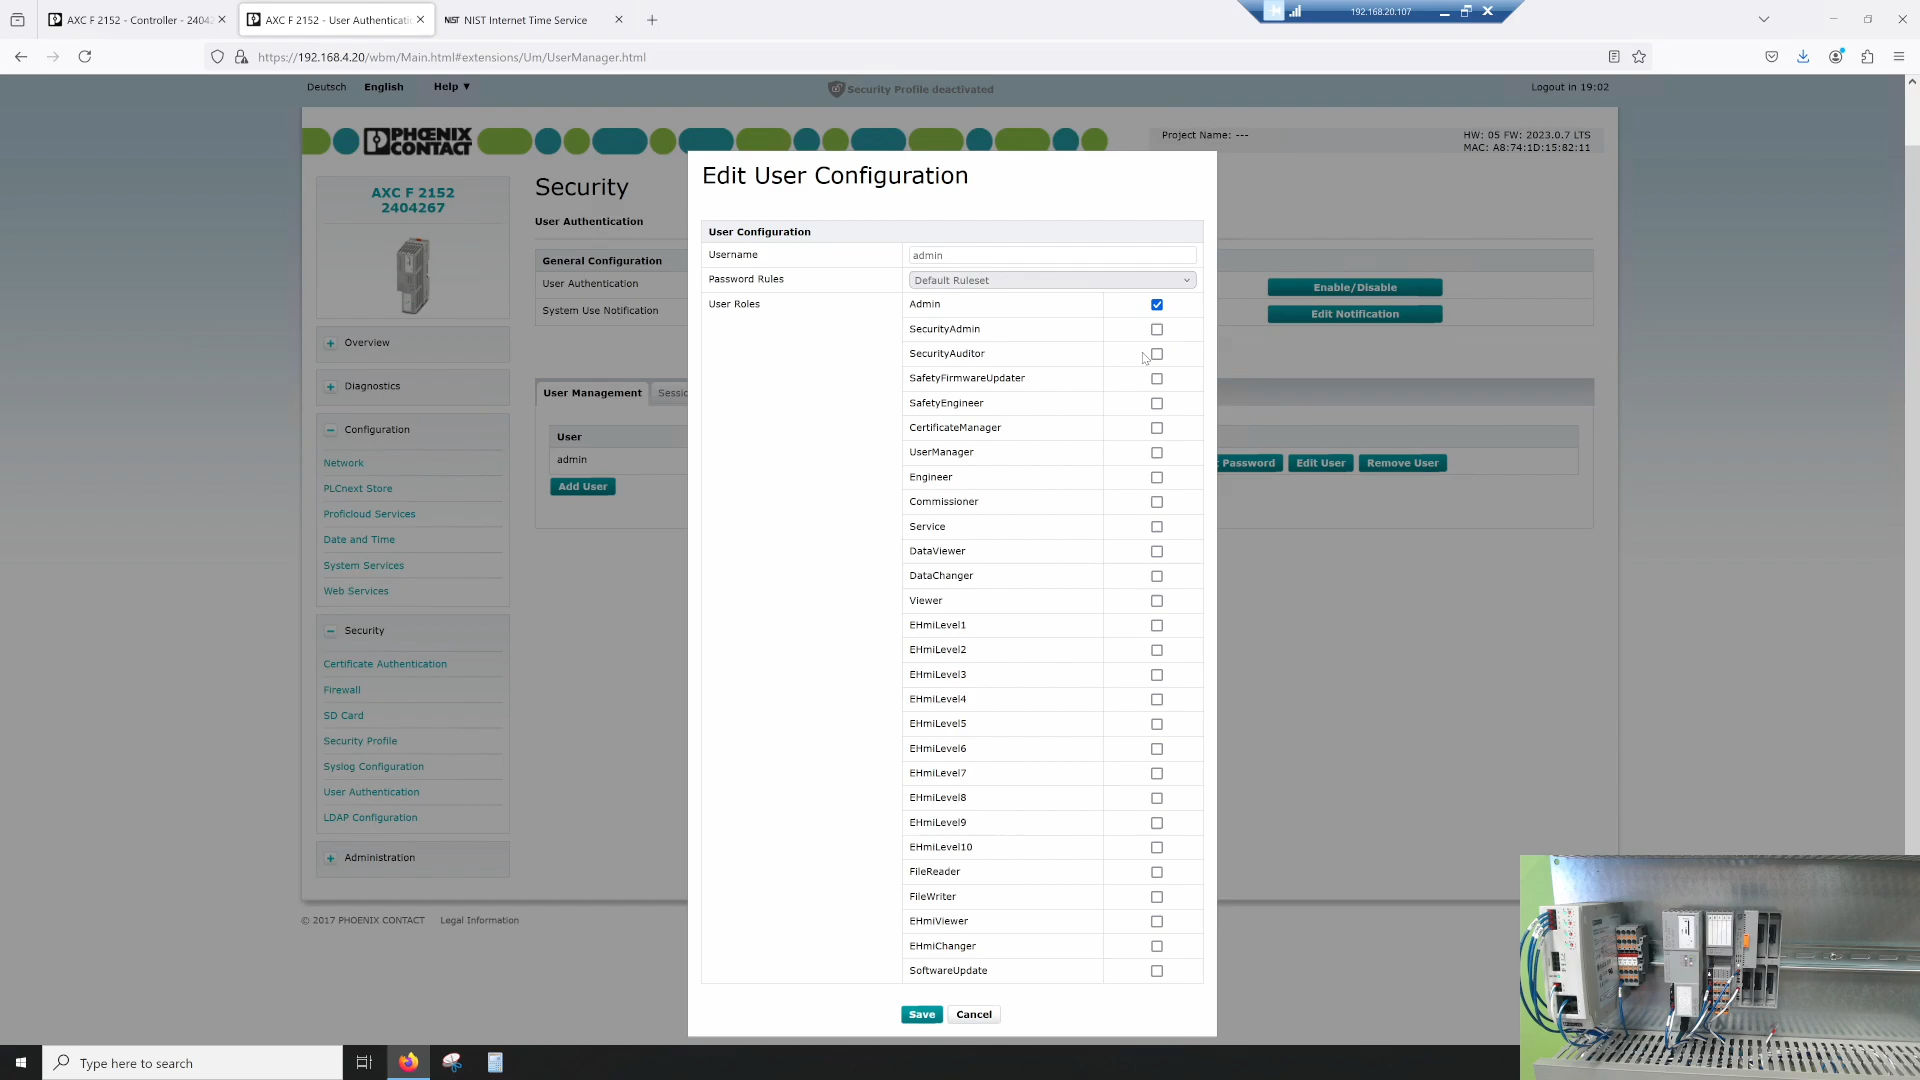 AXC F 2152 - Controller - 24042
AXC F 2152 - User Authenticati
NIST NIST Internet Time Service
192.168.20.107
https://192.168.4.20/wbm/Main.html#extensions/Um/UserManager.html
Deutsch English Help ▼
Security Profile deactivated
Logout in 19:02
PHŒNIX CONTACT
Project Name: ---
HW: 05 FW: 2023.0.7 LTS
MAC: A8:74:1D:15:82:11
AXC F 2152
2404267
Overview
Diagnostics
Configuration
Network
PLCnext Store
Proficloud Services
Date and Time
System Services
Web Services
Security
Certificate Authentication
Firewall
SD Card
Security Profile
Syslog Configuration
User Authentication
LDAP Configuration
Administration
Security
User Authentication
General Configuration
User Authentication
Enable/Disable
System Use Notification
Edit Notification
User Management
Sessio
User
admin
Password
Edit User
Remove User
Add User
Edit User Configuration
User Configuration
Username admin
Password Rules Default Ruleset
User Roles Admin
SecurityAdmin
SecurityAuditor
SafetyFirmwareUpdater
SafetyEngineer
CertificateManager
UserManager
Engineer
Commissioner
Service
DataViewer
DataChanger
Viewer
EHmiLevel1
EHmiLevel2
EHmiLevel3
EHmiLevel4
EHmiLevel5
EHmiLevel6
EHmiLevel7
EHmiLevel8
EHmiLevel9
EHmiLevel10
FileReader
FileWriter
EHmiViewer
EHmiChanger
SoftwareUpdate
Save Cancel
© 2017 PHOENIX CONTACT Legal Information
Type here to search